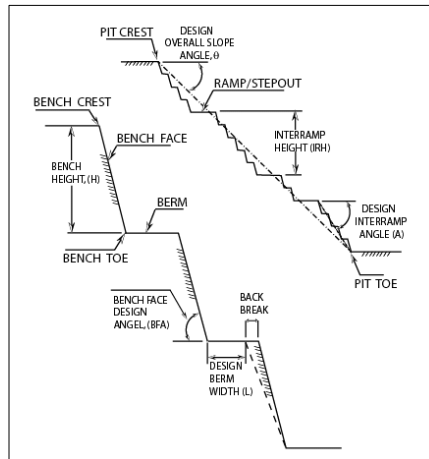 PIT CREST
DESIGN
OVERALL SLOPE
ANGLE, θ
RAMP/STEPOUT
BENCH CREST
BENCH FACE
INTERRAMP
HEIGHT (IRH)
BENCH
HEIGHT, (H)
BERM
DESIGN
INTERRAMP
ANGLE (A)
BENCH TOE
PIT TOE
BENCH FACE
DESIGN
ANGEL, (BFA)
BACK
BREAK
DESIGN
BERM
WIDTH (L)